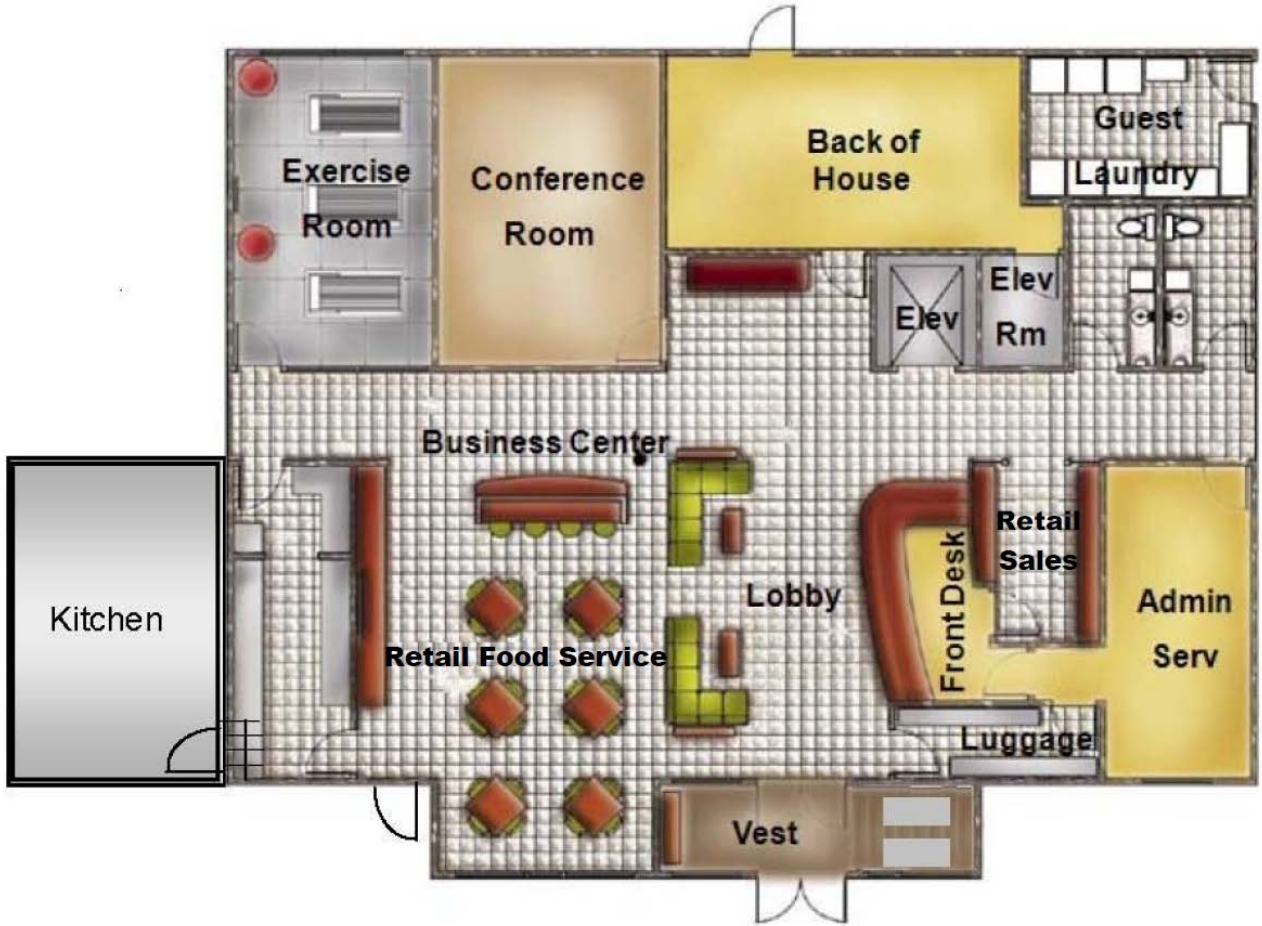 Exercise
Room
Conference
Room
Back of
House
Guest
Laundry
Elev
Elev
Rm
Business Center
Kitchen
Retail Food Service
Lobby
Front Desk
Retail
Sales
Admin
Serv
Luggage
Vest